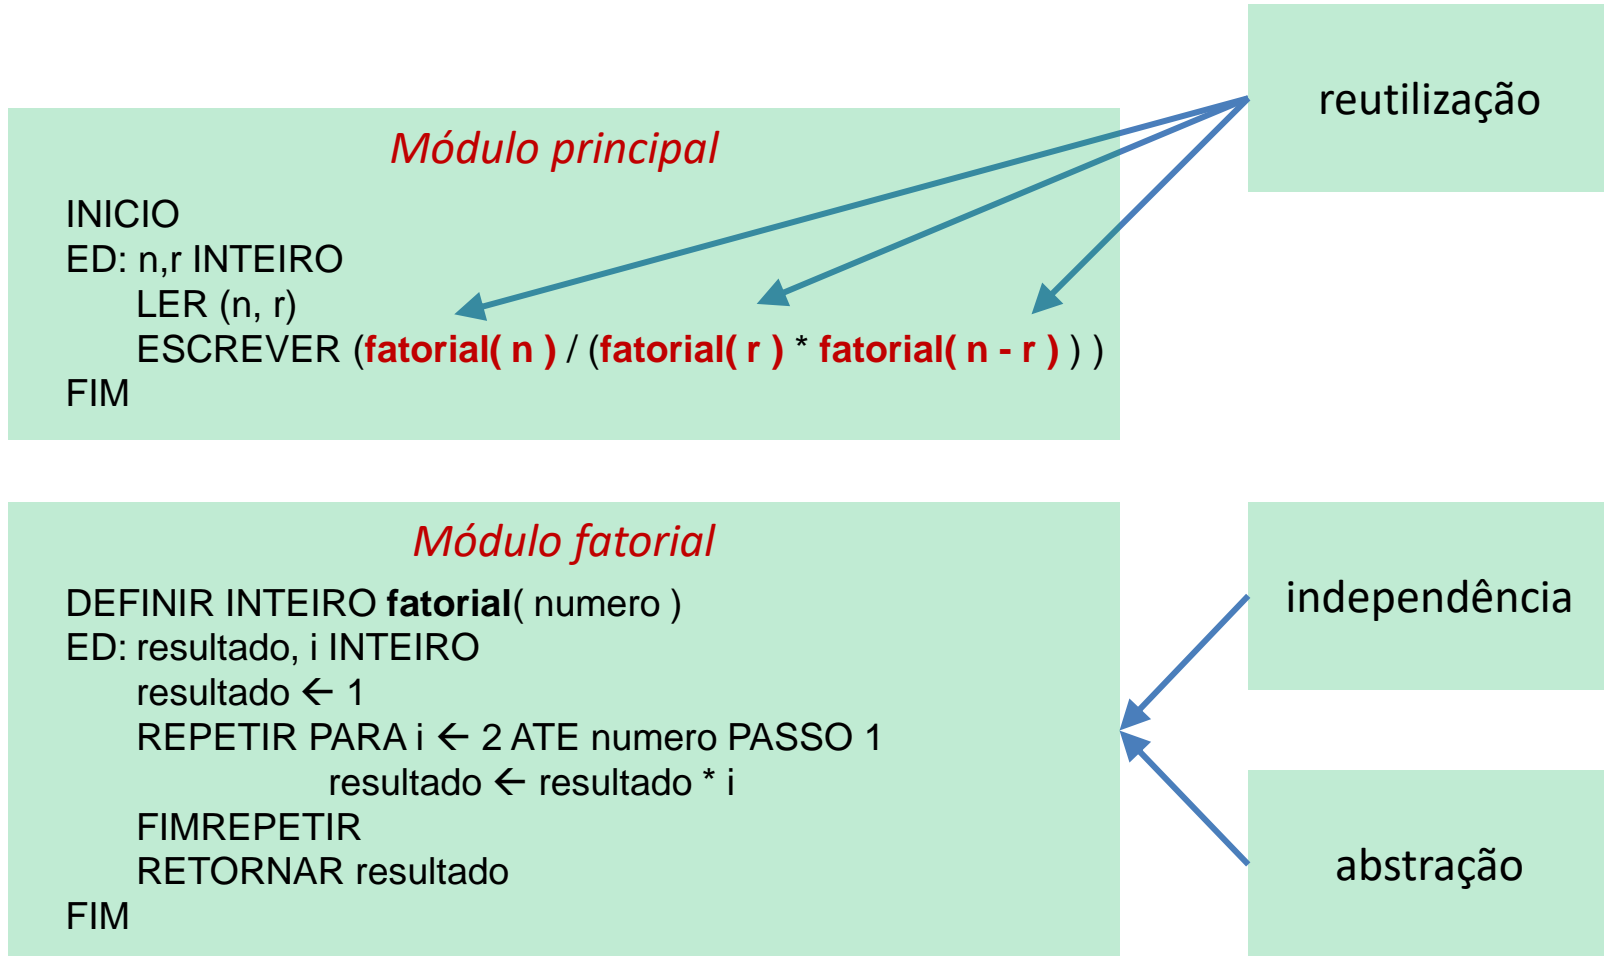 reutilização
Módulo principal
INICIO
ED: n,r INTEIRO
LER (n, r)
ESCREVER (fatorial( n ) / (fatorial( r ) * fatorial( n - r ) ) )
FIM
Módulo fatorial
DEFINIR INTEIRO fatorial( numero )
ED: resultado, i INTEIRO
resultado ← 1
REPETIR PARA i ← 2 ATE numero PASSO 1
resultado ← resultado * i
FIMREPETIR
RETORNAR resultado
FIM
independência
abstração